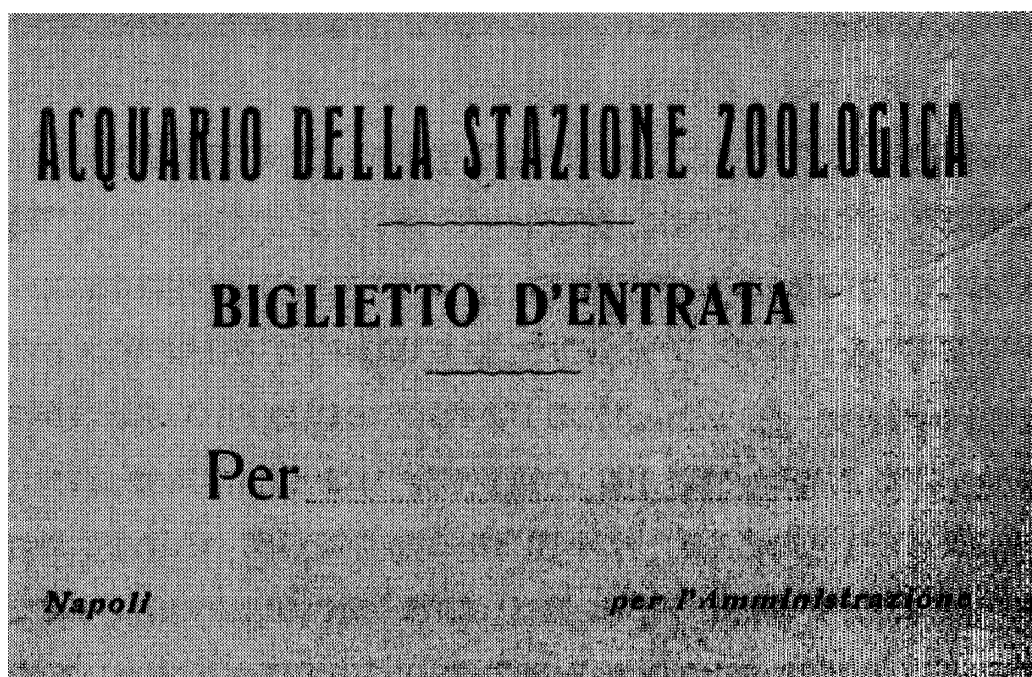 ACQUARIO DELLA STAZIONE ZOOLOGICA
BIGLIETTO D'ENTRATA
Per
Napoli per l'Amministrazione